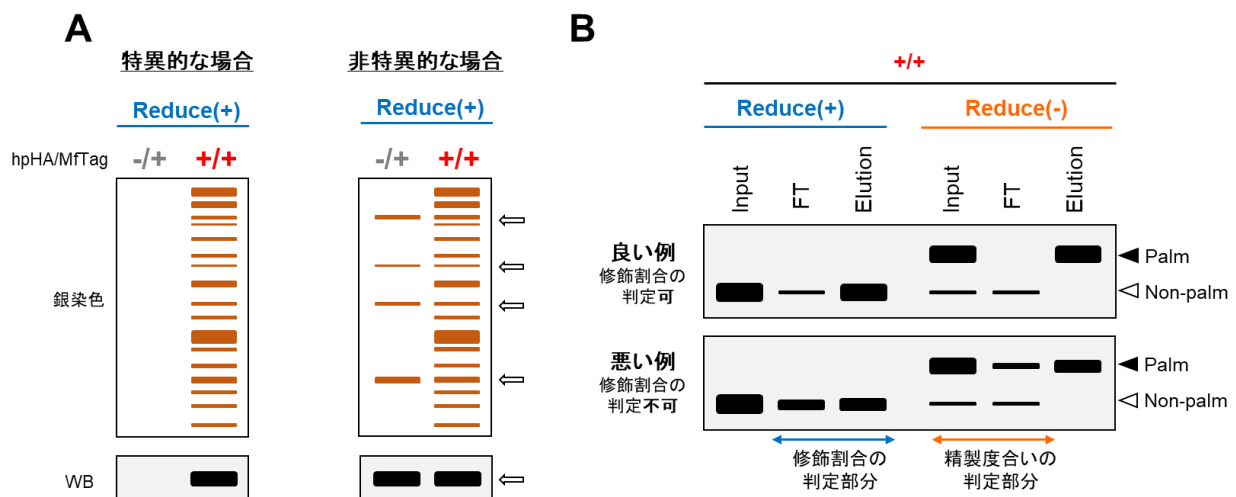 A
特異的な場合
非特異的な場合
Reduce(+)
Reduce(+)
hpHA/MfTag
-/+
+/+
-/+
+/+
銀染色
WB
B
+/+
Reduce(+)
Reduce(-)
Input
FT
Elution
Input
FT
Elution
良い例
修飾割合の
判定可
Palm
Non-palm
悪い例
修飾割合の
判定不可
Palm
Non-palm
修飾割合の
判定部分
精製度合いの
判定部分